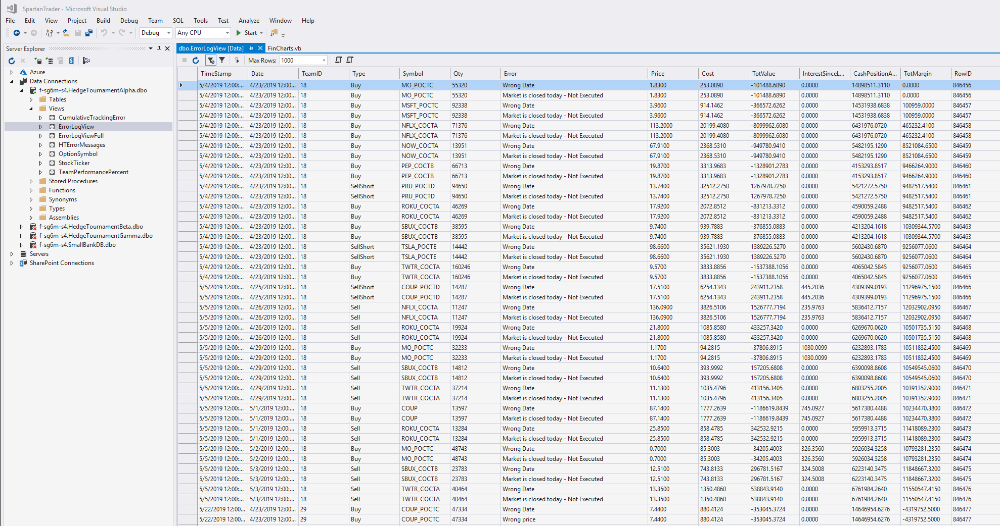 SpartanTrader - Microsoft Visual Studio
File Edit View Project Build Debug Team SQL Tools Test Analyze Window Help
Debug Any CPU Start
Server Explorer
Azure
Data Connections
f-sg6m-s4.HedgeTournamentAlpha.dbo
Tables
Views
CumulativeTrackingError
ErrorLogView
ErrorLogViewFull
HTErrorMessages
OptionSymbol
StockTicker
TeamPerformancePercent
Stored Procedures
Functions
Synonyms
Types
Assemblies
f-sg6m-s4.HedgeTournamentBeta.dbo
f-sg6m-s4.HedgeTournamentGamma.dbo
f-sg6m-s4.SmallBankDB.dbo
Servers
SharePoint Connections
dbo.ErrorLogView [Data] FinCharts.vb
Max Rows: 1000
TimeStamp Date TeamID Type Symbol Qty Error Price Cost TotValue InterestSinceL... CashPositionA... TotMargin RowID
5/4/2019 12:00:... 4/23/2019 12:00... 18 Buy MO_POCTC 55320 Wrong Date 1.8300 253.0890 -101488.6890 0.0000 14898511.3110 0.0000 846456
5/4/2019 12:00:... 4/23/2019 12:00... 18 Buy MO_POCTC 55320 Market is closed today - Not Executed 1.8300 253.0890 -101488.6890 0.0000 14898511.3110 0.0000 846456
5/4/2019 12:00:... 4/23/2019 12:00... 18 Buy MSFT_POCTC 92338 Wrong Date 3.9600 914.1462 -366572.6262 0.0000 14531938.6838 100959.0000 846457
5/4/2019 12:00:... 4/23/2019 12:00... 18 Buy MSFT_POCTC 92338 Market is closed today - Not Executed 3.9600 914.1462 -366572.6262 0.0000 14531938.6838 100959.0000 846457
5/4/2019 12:00:... 4/23/2019 12:00... 18 Buy NFLX_COCTA 71376 Wrong Date 113.2000 20199.4080 -8099962.6080 0.0000 6431976.0720 465232.4100 846458
5/4/2019 12:00:... 4/23/2019 12:00... 18 Buy NFLX_COCTA 71376 Market is closed today - Not Executed 113.2000 20199.4080 -8099962.6080 0.0000 6431976.0720 465232.4100 846458
5/4/2019 12:00:... 4/23/2019 12:00... 18 Buy NOW_COCTA 13951 Wrong Date 67.9100 2368.5310 -949780.9410 0.0000 5482195.1290 8521084.6500 846459
5/4/2019 12:00:... 4/23/2019 12:00... 18 Buy NOW_COCTA 13951 Market is closed today - Not Executed 67.9100 2368.5310 -949780.9410 0.0000 5482195.1290 8521084.6500 846459
5/4/2019 12:00:... 4/23/2019 12:00... 18 Buy PEP_COCTB 66713 Wrong Date 19.8700 3313.9683 -1328901.2783 0.0000 4153293.8517 9466264.9000 846460
5/4/2019 12:00:... 4/23/2019 12:00... 18 Buy PEP_COCTB 66713 Market is closed today - Not Executed 19.8700 3313.9683 -1328901.2783 0.0000 4153293.8517 9466264.9000 846460
5/4/2019 12:00:... 4/23/2019 12:00... 18 SellShort PRU_POCTD 94650 Wrong Date 13.7400 32512.2750 1267978.7250 0.0000 5421272.5750 9482517.5400 846461
5/4/2019 12:00:... 4/23/2019 12:00... 18 SellShort PRU_POCTD 94650 Market is closed today - Not Executed 13.7400 32512.2750 1267978.7250 0.0000 5421272.5750 9482517.5400 846461
5/4/2019 12:00:... 4/23/2019 12:00... 18 Buy ROKU_COCTA 46269 Wrong Date 17.9200 2072.8512 -831213.3312 0.0000 4590059.2488 9482517.5400 846462
5/4/2019 12:00:... 4/23/2019 12:00... 18 Buy ROKU_COCTA 46269 Market is closed today - Not Executed 17.9200 2072.8512 -831213.3312 0.0000 4590059.2488 9482517.5400 846462
5/4/2019 12:00:... 4/23/2019 12:00... 18 Buy SBUX_COCTB 38595 Wrong Date 9.7400 939.7883 -376855.0883 0.0000 4213204.1618 10309344.5700 846463
5/4/2019 12:00:... 4/23/2019 12:00... 18 Buy SBUX_COCTB 38595 Market is closed today - Not Executed 9.7400 939.7883 -376855.0883 0.0000 4213204.1618 10309344.5700 846463
5/4/2019 12:00:... 4/23/2019 12:00... 18 SellShort TSLA_POCTE 14442 Wrong Date 98.6600 35621.1930 1389226.5270 0.0000 5602430.6870 9256077.0600 846464
5/4/2019 12:00:... 4/23/2019 12:00... 18 SellShort TSLA_POCTE 14442 Market is closed today - Not Executed 98.6600 35621.1930 1389226.5270 0.0000 5602430.6870 9256077.0600 846464
5/4/2019 12:00:... 4/23/2019 12:00... 18 Buy TWTR_COCTA 160246 Wrong Date 9.5700 3833.8856 -1537388.1056 0.0000 4065042.5845 9256077.0600 846465
5/4/2019 12:00:... 4/23/2019 12:00... 18 Buy TWTR_COCTA 160246 Market is closed today - Not Executed 9.5700 3833.8856 -1537388.1056 0.0000 4065042.5845 9256077.0600 846465
5/5/2019 12:00:... 4/25/2019 12:00... 18 SellShort COUP_POCTD 14287 Wrong Date 17.5100 6254.1343 243911.2358 445.2036 4309399.0193 11296975.1500 846466
5/5/2019 12:00:... 4/25/2019 12:00... 18 SellShort COUP_POCTD 14287 Market is closed today - Not Executed 17.5100 6254.1343 243911.2358 445.2036 4309399.0193 11296975.1500 846466
5/5/2019 12:00:... 4/26/2019 12:00... 18 Sell NFLX_COCTA 11247 Wrong Date 136.0900 3826.5106 1526777.7194 235.9763 5836412.7157 12032902.0950 846467
5/5/2019 12:00:... 4/26/2019 12:00... 18 Sell NFLX_COCTA 11247 Market is closed today - Not Executed 136.0900 3826.5106 1526777.7194 235.9763 5836412.7157 12032902.0950 846467
5/5/2019 12:00:... 4/26/2019 12:00... 18 Sell ROKU_COCTA 19924 Wrong Date 21.8000 1085.8580 433257.3420 0.0000 6269670.0620 10501735.5150 846468
5/5/2019 12:00:... 4/26/2019 12:00... 18 Sell ROKU_COCTA 19924 Market is closed today - Not Executed 21.8000 1085.8580 433257.3420 0.0000 6269670.0620 10501735.5150 846468
5/5/2019 12:00:... 4/29/2019 12:00... 18 Buy MO_POCTC 32233 Wrong Date 1.1700 94.2815 -37806.8915 1030.0099 6232893.1783 10511832.4500 846469
5/5/2019 12:00:... 4/29/2019 12:00... 18 Buy MO_POCTC 32233 Market is closed today - Not Executed 1.1700 94.2815 -37806.8915 1030.0099 6232893.1783 10511832.4500 846469
5/5/2019 12:00:... 4/29/2019 12:00... 18 Sell SBUX_COCTB 14812 Wrong Date 10.6400 393.9992 157205.6808 0.0000 6390098.8608 10549545.0600 846470
5/5/2019 12:00:... 4/29/2019 12:00... 18 Sell SBUX_COCTB 14812 Market is closed today - Not Executed 10.6400 393.9992 157205.6808 0.0000 6390098.8608 10549545.0600 846470
5/5/2019 12:00:... 4/29/2019 12:00... 18 Sell TWTR_COCTA 37214 Wrong Date 11.1300 1035.4796 413156.3405 0.0000 6803255.2005 10391352.9000 846471
5/5/2019 12:00:... 4/29/2019 12:00... 18 Sell TWTR_COCTA 37214 Market is closed today - Not Executed 11.1300 1035.4796 413156.3405 0.0000 6803255.2005 10391352.9000 846471
5/5/2019 12:00:... 5/1/2019 12:00:... 18 Buy COUP 13597 Wrong Date 87.1400 1777.2639 -1186619.8439 745.0927 5617380.4488 10234470.3800 846472
5/5/2019 12:00:... 5/1/2019 12:00:... 18 Buy COUP 13597 Market is closed today - Not Executed 87.1400 1777.2639 -1186619.8439 745.0927 5617380.4488 10234470.3800 846472
5/5/2019 12:00:... 5/1/2019 12:00:... 18 Sell ROKU_COCTA 13284 Wrong Date 25.8500 858.4785 342532.9215 0.0000 5959913.3715 11418089.2300 846473
5/5/2019 12:00:... 5/1/2019 12:00:... 18 Sell ROKU_COCTA 13284 Market is closed today - Not Executed 25.8500 858.4785 342532.9215 0.0000 5959913.3715 11418089.2300 846473
5/5/2019 12:00:... 5/2/2019 12:00:... 18 Buy MO_POCTC 48743 Wrong Date 0.7000 85.3003 -34205.4003 326.3560 5926034.3258 10793281.2350 846474
5/5/2019 12:00:... 5/2/2019 12:00:... 18 Buy MO_POCTC 48743 Market is closed today - Not Executed 0.7000 85.3003 -34205.4003 326.3560 5926034.3258 10793281.2350 846474
5/5/2019 12:00:... 5/3/2019 12:00:... 18 Sell SBUX_COCTB 23783 Wrong Date 12.5100 743.8133 296781.5167 324.5008 6223140.3475 11848667.3200 846475
5/5/2019 12:00:... 5/3/2019 12:00:... 18 Sell SBUX_COCTB 23783 Market is closed today - Not Executed 12.5100 743.8133 296781.5167 324.5008 6223140.3475 11848667.3200 846475
5/5/2019 12:00:... 5/3/2019 12:00:... 18 Sell TWTR_COCTA 40464 Wrong Date 13.3500 1350.4860 538843.9140 0.0000 6761984.2640 11550547.4150 846476
5/5/2019 12:00:... 5/3/2019 12:00:... 18 Sell TWTR_COCTA 40464 Market is closed today - Not Executed 13.3500 1350.4860 538843.9140 0.0000 6761984.2640 11550547.4150 846476
5/22/2019 12:00... 4/23/2019 12:00... 29 Buy COUP_POCTC 47334 Wrong Date 7.4400 880.4124 -353045.3724 0.0000 14646954.6276 -4319752.5000 846477
5/22/2019 12:00... 4/23/2019 12:00... 29 Buy COUP_POCTC 47334 Wrong price 7.4400 880.4124 -353045.3724 0.0000 14646954.6276 -4319752.5000 846477